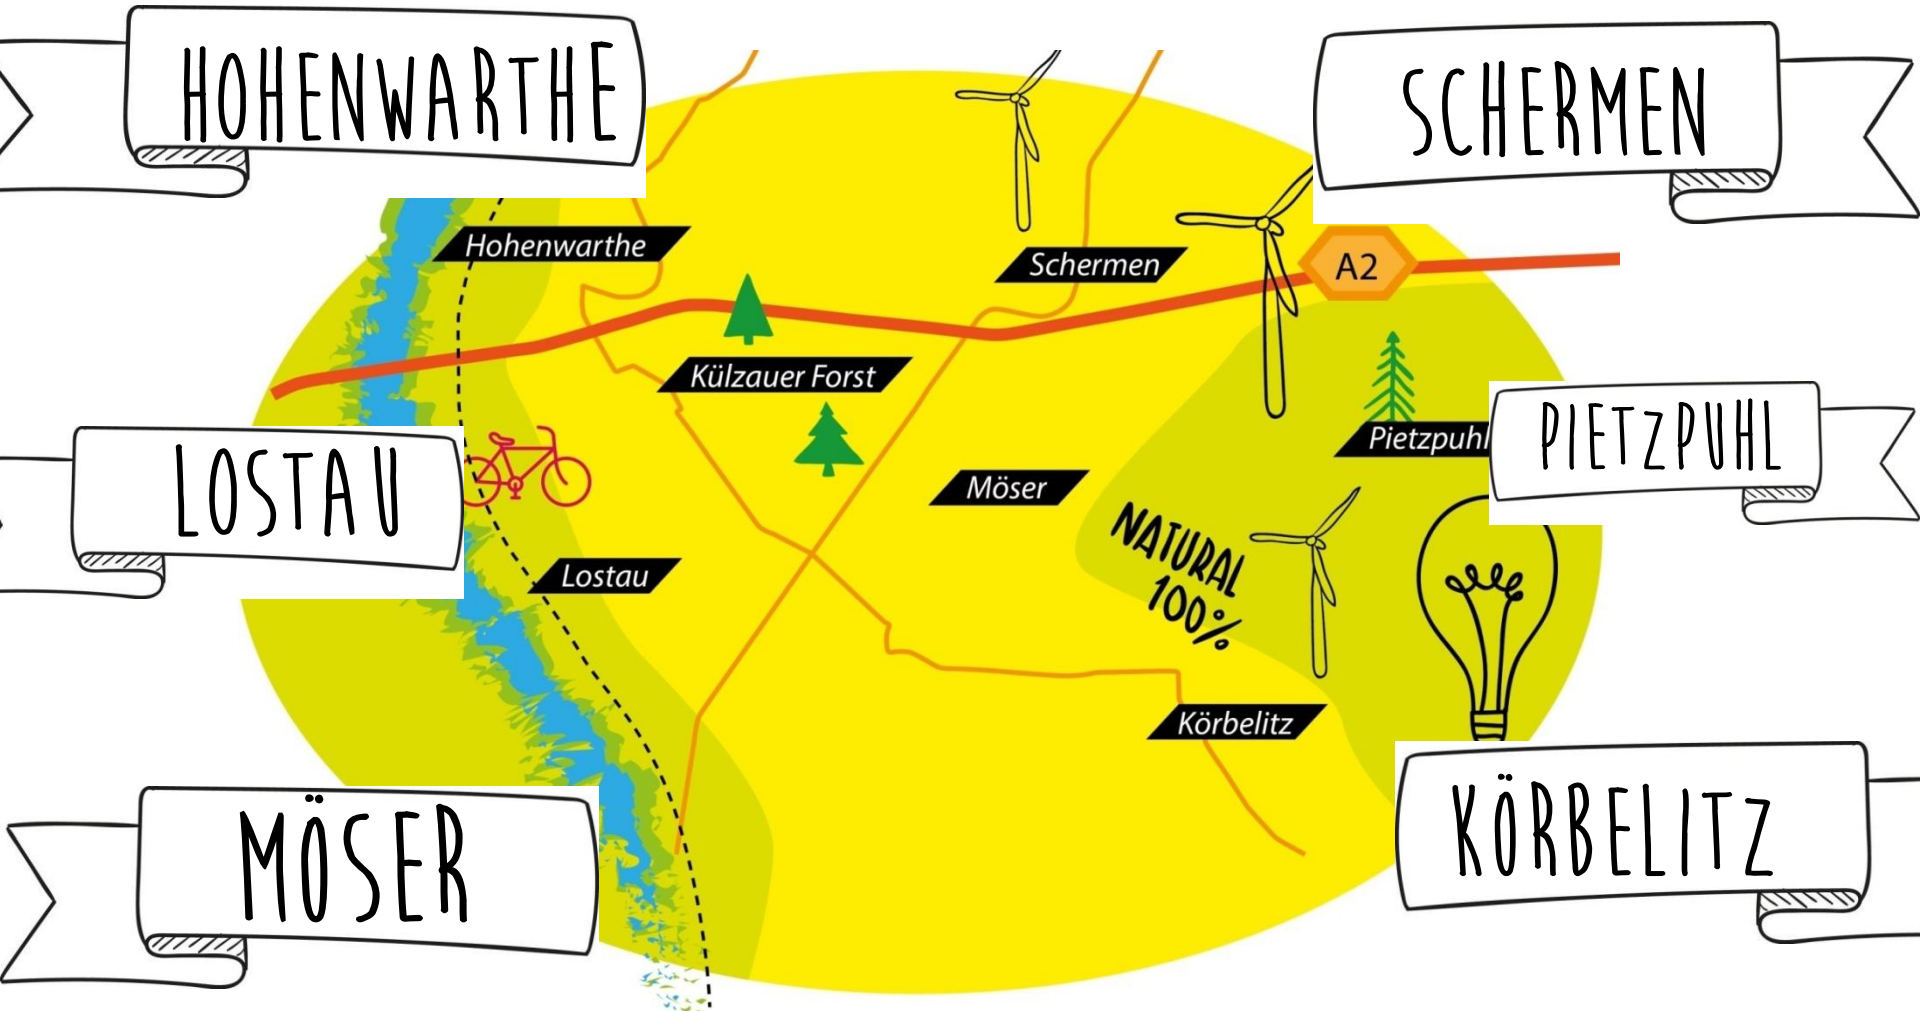 HOHENWARTHE
SCHERMEN
Hohenwarthe
Schermen
A2
Külzauer Forst
Pietzpuhl
PIETZPUHL
LOSTAU
Möser
NATURAL
100%
Lostau
Körbelitz
MÖSER
KÖRBELITZ